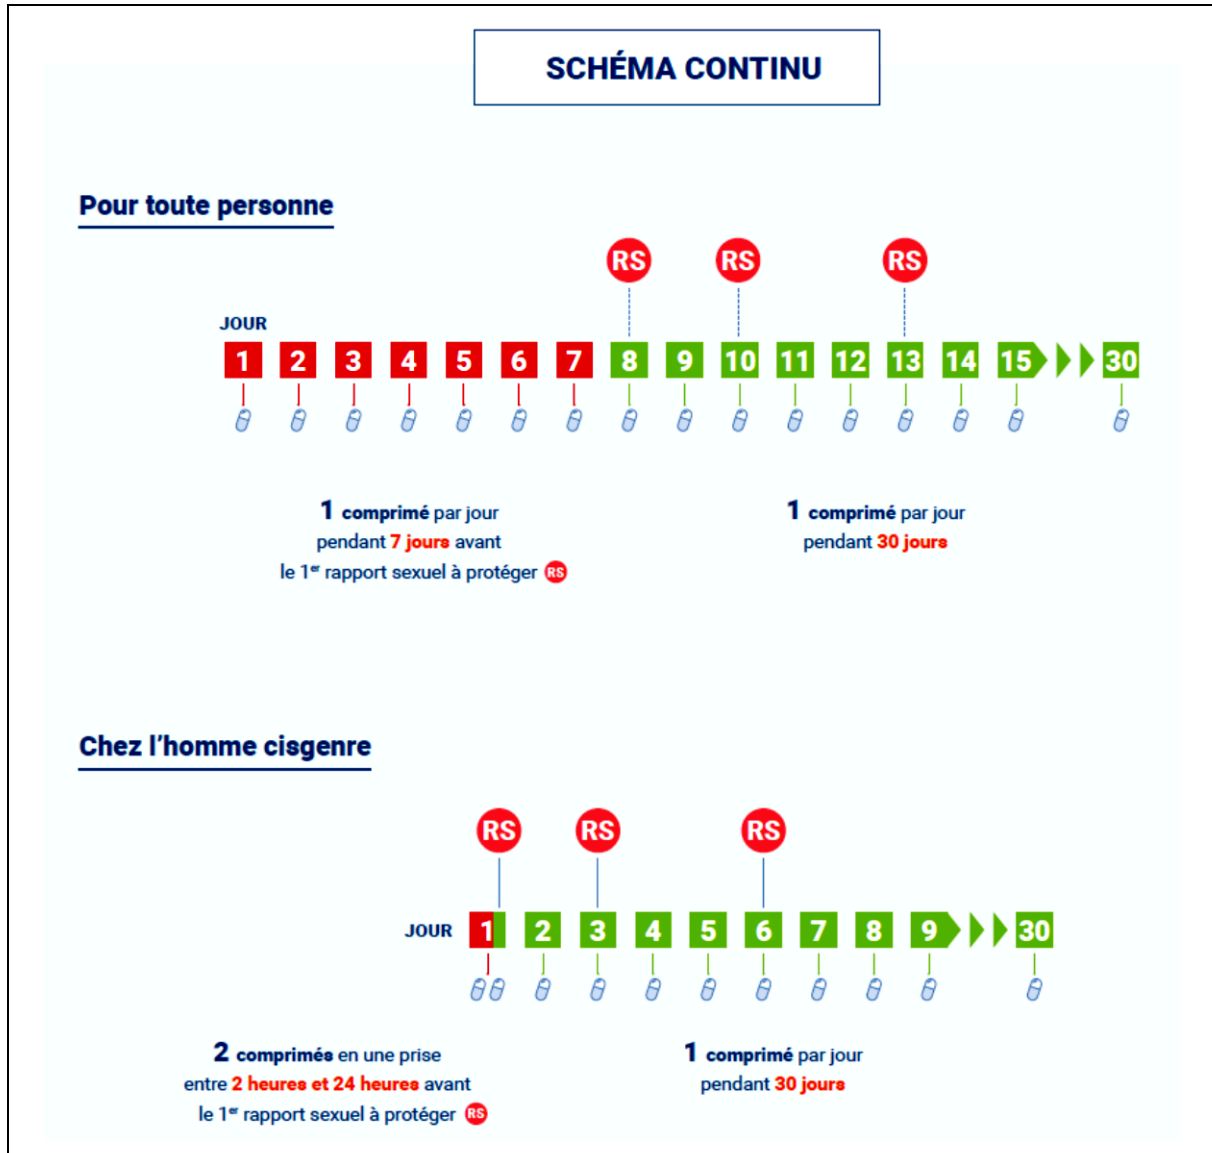 SCHÉMA CONTINU
Pour toute personne
RS RS RS
JOUR
1 2 3 4 5 6 7 8 9 10 11 12 13 14 15 30
1 comprimé par jour
pendant 7 jours avant
le 1er rapport sexuel à protéger RS
1 comprimé par jour
pendant 30 jours
Chez l'homme cisgenre
RS RS RS
JOUR 1 2 3 4 5 6 7 8 9 30
2 comprimés en une prise
entre 2 heures et 24 heures avant
le 1er rapport sexuel à protéger RS
1 comprimé par jour
pendant 30 jours